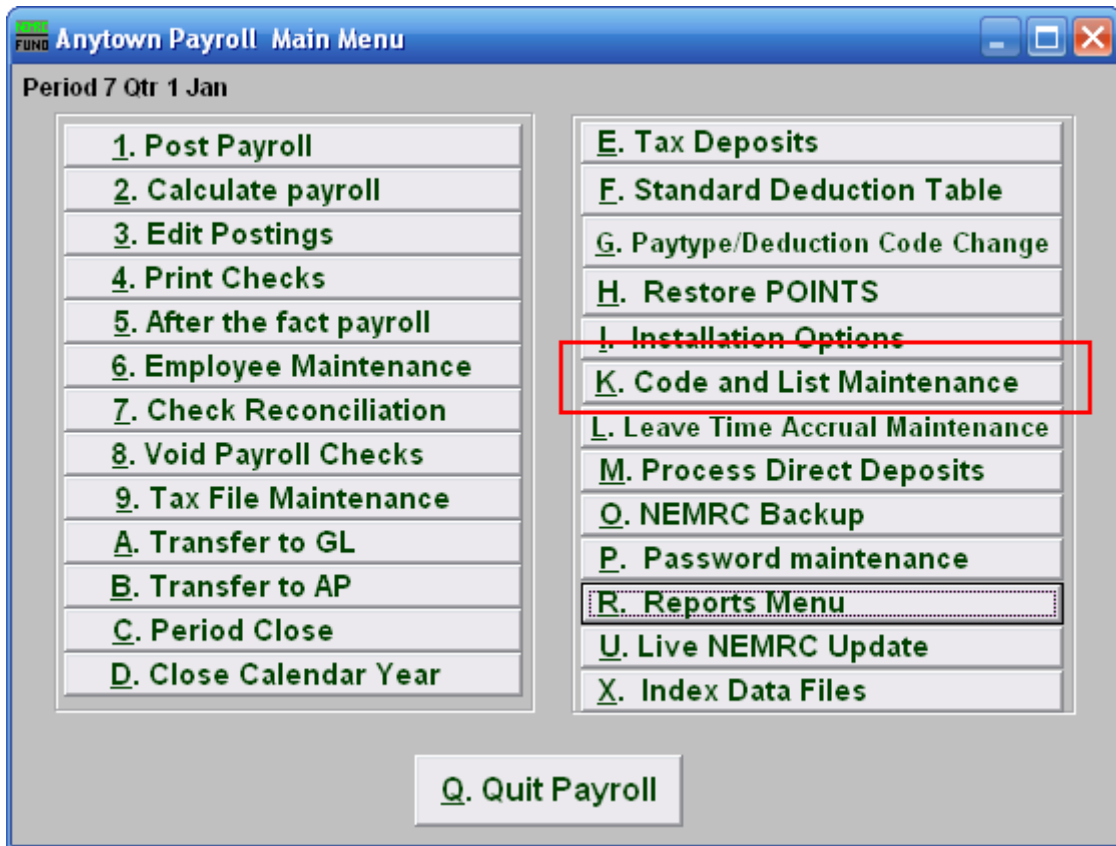 NEMRC
FUND Anytown Payroll Main Menu
Period 7 Qtr 1 Jan
1. Post Payroll
2. Calculate payroll
3. Edit Postings
4. Print Checks
5. After the fact payroll
6. Employee Maintenance
7. Check Reconciliation
8. Void Payroll Checks
9. Tax File Maintenance
A. Transfer to GL
B. Transfer to AP
C. Period Close
D. Close Calendar Year
E. Tax Deposits
F. Standard Deduction Table
G. Paytype/Deduction Code Change
H. Restore POINTS
I. Installation Options
K. Code and List Maintenance
L. Leave Time Accrual Maintenance
M. Process Direct Deposits
O. NEMRC Backup
P. Password maintenance
R. Reports Menu
U. Live NEMRC Update
X. Index Data Files
Q. Quit Payroll